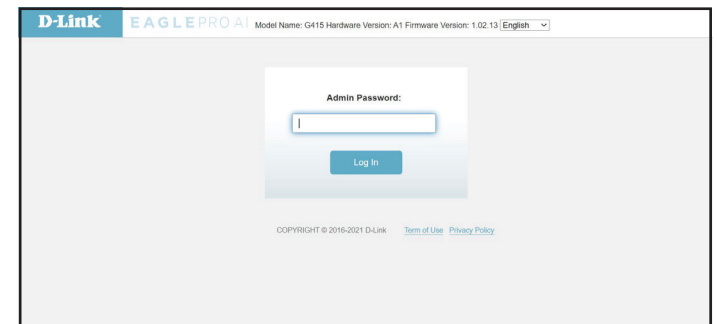 D-Link EAGLE PRO AI Model Name: G415 Hardware Version: A1 Firmware Version: 1.02.13 English
Admin Password:
Log In
COPYRIGHT © 2016-2021 D-Link Term of Use Privacy Policy